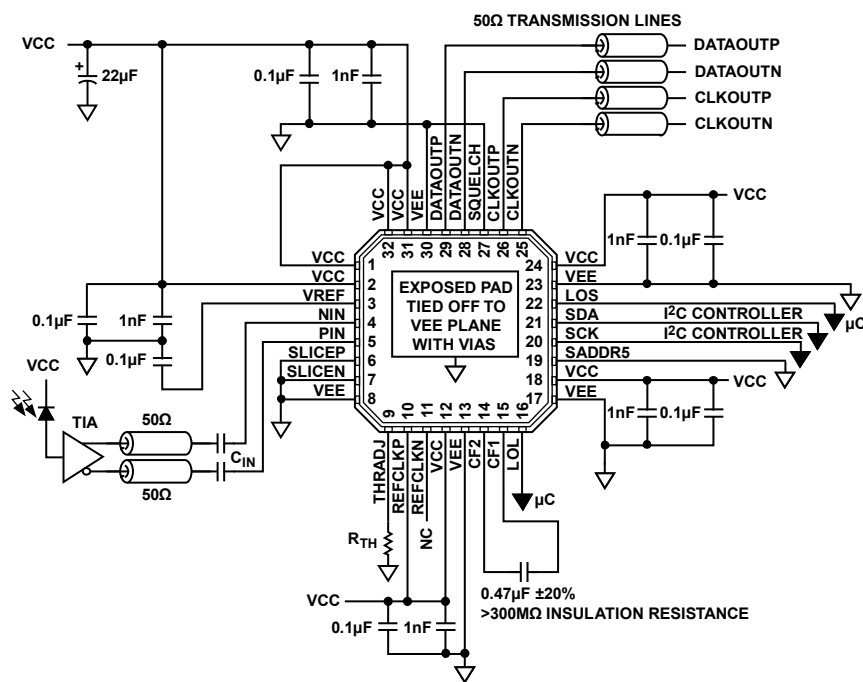 50Ω TRANSMISSION LINES
VCC
22µF
+
0.1µF
1nF
DATAOUTP
DATAOUTN
CLKOUTP
CLKOUTN
VCC
VCC
VEE
DATAOUTP
DATAOUTN
SQUELCH
CLKOUTP
CLKOUTN
32
31
30
29
28
27
26
25
VCC
1
VCC
2
VREF
3
NIN
4
PIN
5
SLICEP
6
SLICEN
7
VEE
8
0.1µF
1nF
0.1µF
VCC
TIA
50Ω
50Ω
C_IN
EXPOSED PAD
TIED OFF TO
VEE PLANE
WITH VIAS
24
VCC
23
VEE
22
LOS
21
SDA
20
SCK
19
SADDR5
18
VCC
17
VEE
1nF
0.1µF
VCC
µC
I²C CONTROLLER
I²C CONTROLLER
VCC
1nF
0.1µF
9
10
11
12
13
14
15
16
THRADJ
REFCLKP
REFCLKN
VCC
VEE
CF2
CF1
LOL
R_TH
NC
µC
0.47µF ±20%
>300MΩ INSULATION RESISTANCE
VCC
0.1µF
1nF